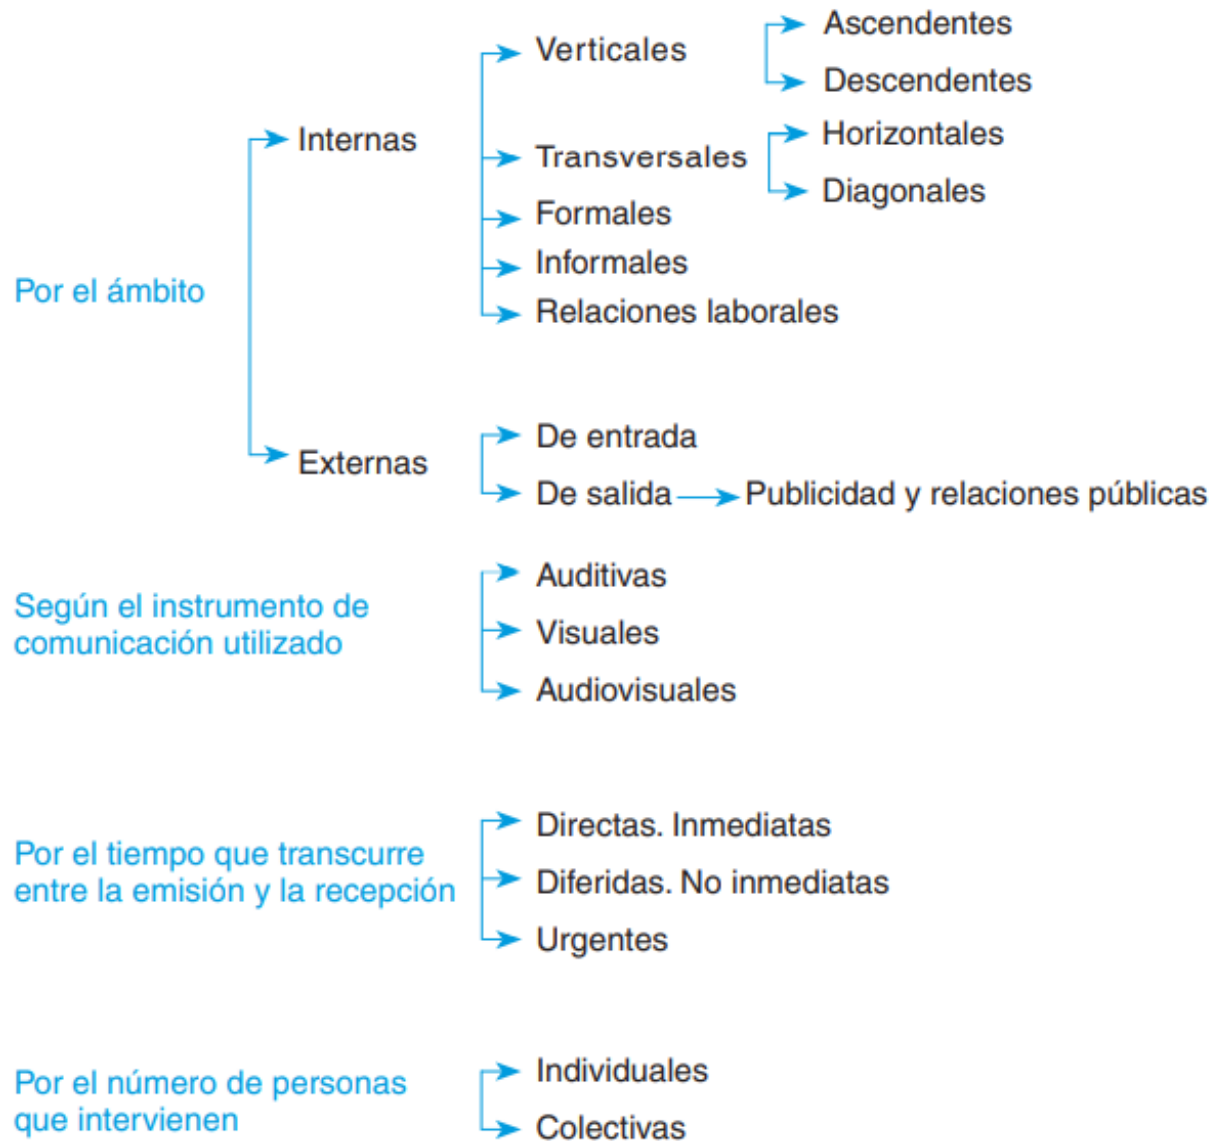 Por el ámbito
Internas
Verticales
Ascendentes
Descendentes
Transversales
Horizontales
Diagonales
Formales
Informales
Relaciones laborales
Externas
De entrada
De salida
Publicidad y relaciones públicas
Según el instrumento de
comunicación utilizado
Auditivas
Visuales
Audiovisuales
Por el tiempo que transcurre
entre la emisión y la recepción
Directas. Inmediatas
Diferidas. No inmediatas
Urgentes
Por el número de personas
que intervienen
Individuales
Colectivas